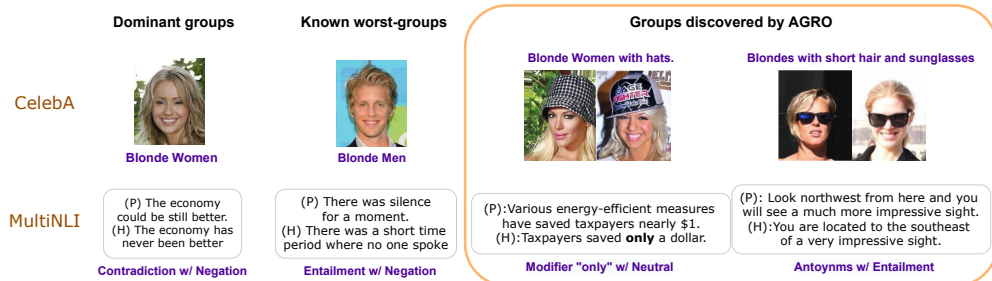 Dominant groups
Known worst-groups
Groups discovered by AGRO
CelebA
Blonde Women
Blonde Men
Blonde Women with hats.
Blondes with short hair and sunglasses
FIGHTER
MultiNLI
(P) The economy
could be still better.
(H) The economy has
never been better
Contradiction w/ Negation
(P) There was silence
for a moment.
(H) There was a short time
period where no one spoke
Entailment w/ Negation
(P):Various energy-efficient measures
have saved taxpayers nearly $1.
(H):Taxpayers saved only a dollar.
Modifier "only" w/ Neutral
(P): Look northwest from here and you
will see a much more impressive sight.
(H):You are located to the southeast
of a very impressive sight.
Antoynms w/ Entailment